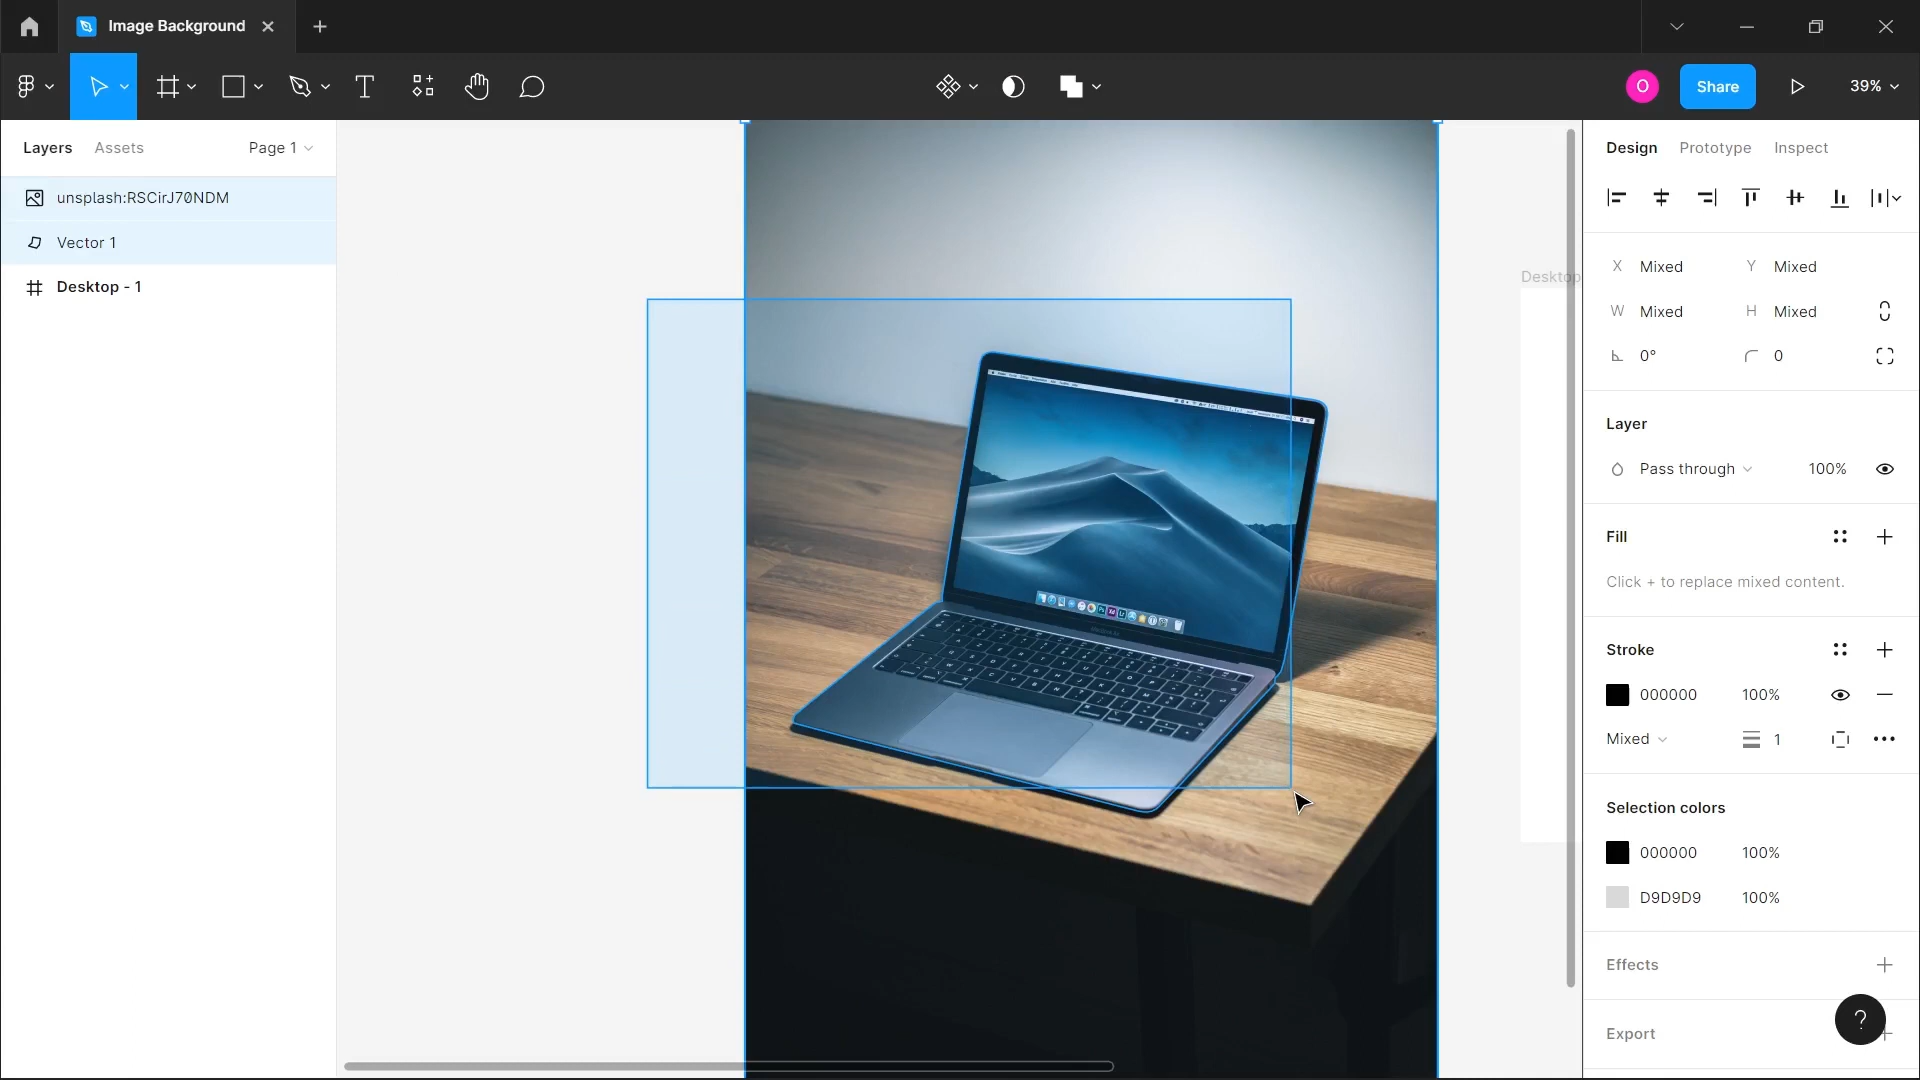 Image Background
Share
39%
Layers
Assets
Page 1
unsplash:RSCirJ70NDM
Vector 1
Desktop - 1
Desktop
O
Design
Prototype
Inspect
X
Mixed
Y
Mixed
W
Mixed
H
Mixed
0°
0
Layer
Pass through
100%
Fill
Click + to replace mixed content.
Stroke
000000
100%
Mixed
1
Selection colors
000000
100%
D9D9D9
100%
Effects
Export
?